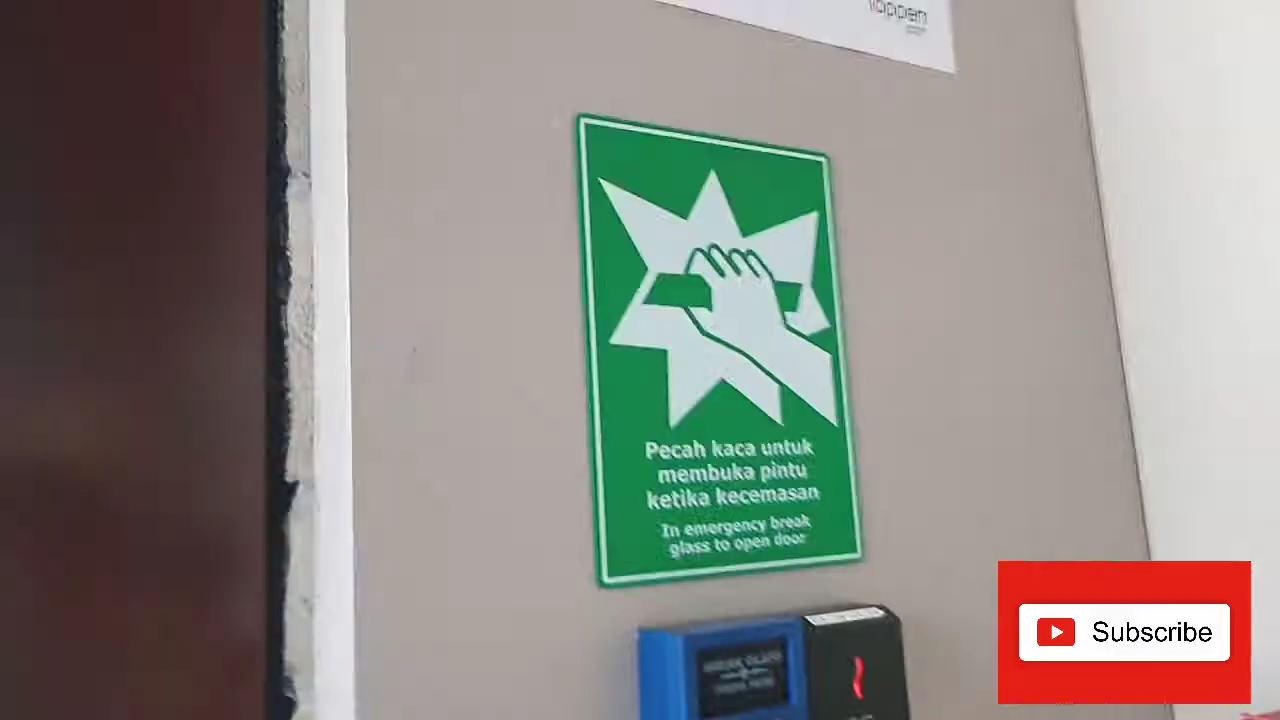 Pecah kaca untuk
membuka pintu
ketika kecemasan
In emergency break
glass to open door
Subscribe